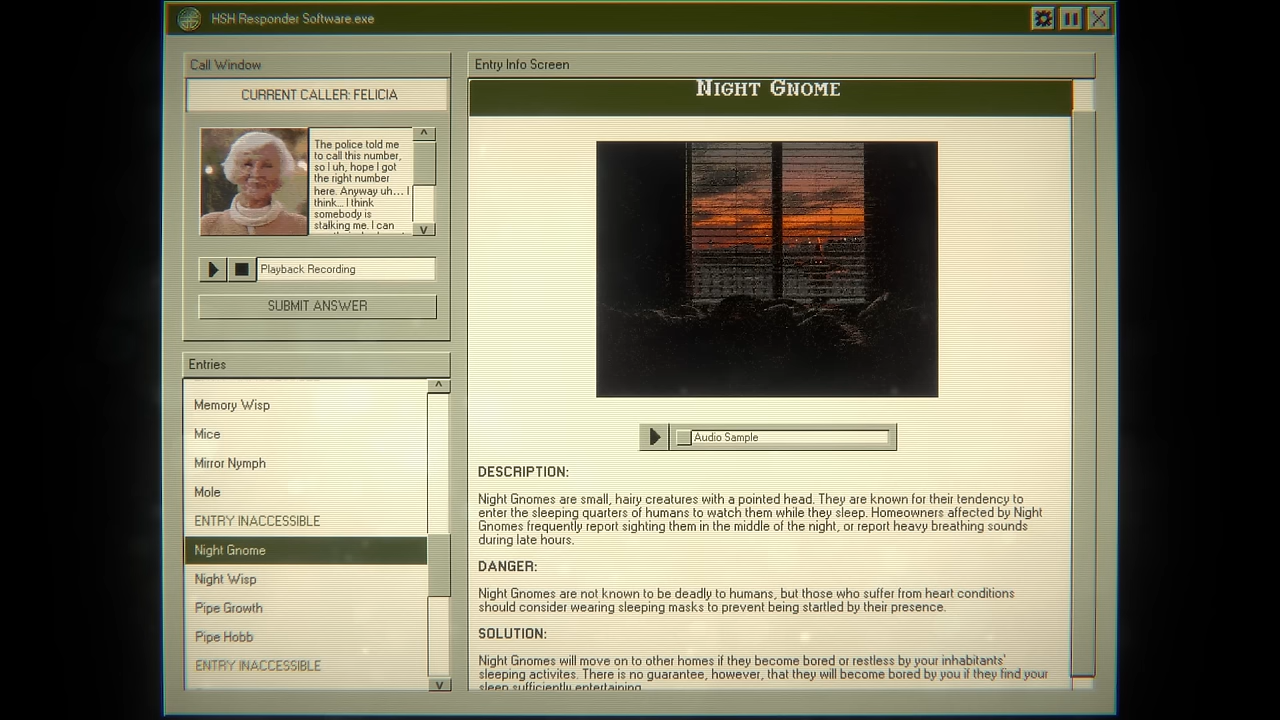 HSH Responder Software.exe
Call Window
CURRENT CALLER: FELICIA
The police told me
to call this number,
so I uh, hope I got
the right number
here. Anyway uh... I
think... I think
somebody is
stalking me. I can
Playback Recording
SUBMIT ANSWER
Entries
Memory Wisp
Mice
Mirror Nymph
Mole
ENTRY INACCESSIBLE
Night Gnome
Night Wisp
Pipe Growth
Pipe Hobb
ENTRY INACCESSIBLE
Entry Info Screen
Night Gnome
Audio Sample
DESCRIPTION:
Night Gnomes are small, hairy creatures with a pointed head. They are known for their tendency to
enter the sleeping quarters of humans to watch them while they sleep. Homeowners affected by Night
Gnomes frequently report sighting them in the middle of the night, or report heavy breathing sounds
during late hours.
DANGER:
Night Gnomes are not known to be deadly to humans, but those who suffer from heart conditions
should consider wearing sleeping masks to prevent being startled by their presence.
SOLUTION:
Night Gnomes will move on to other homes if they become bored or restless by your inhabitants'
sleeping activites. There is no guarantee, however, that they will become bored by you if they find your
sleep sufficiently entertaining.